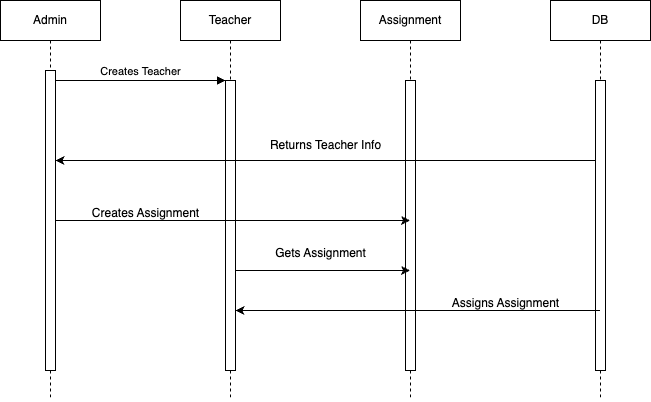 Admin
Teacher
Assignment
DB
Creates Teacher
Returns Teacher Info
Creates Assignment
Gets Assignment
Assigns Assignment